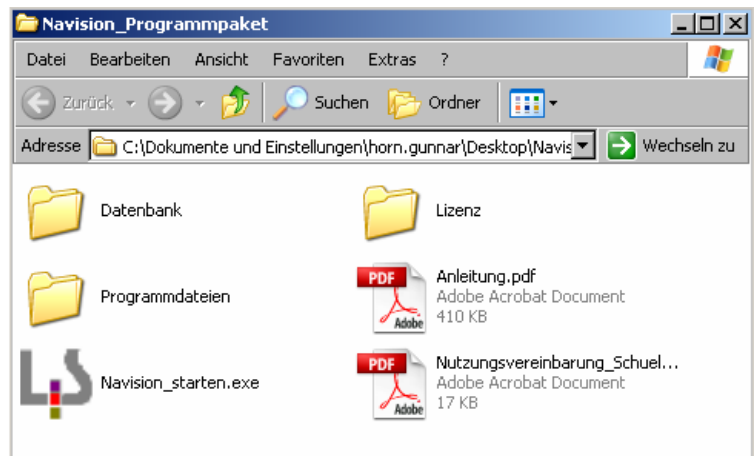 Navision_Programmpaket
Datei Bearbeiten Ansicht Favoriten Extras ?
Zurück Suchen Ordner
Adresse C:\Dokumente und Einstellungen\horn.gunnar\Desktop\Navis Wechseln zu
Datenbank
Lizenz
Programmdateien
PDF
Adobe
Anleitung.pdf
Adobe Acrobat Document
410 KB
LiS
Navision_starten.exe
PDF
Adobe
Nutzungsvereinbarung_Schuel...
Adobe Acrobat Document
17 KB